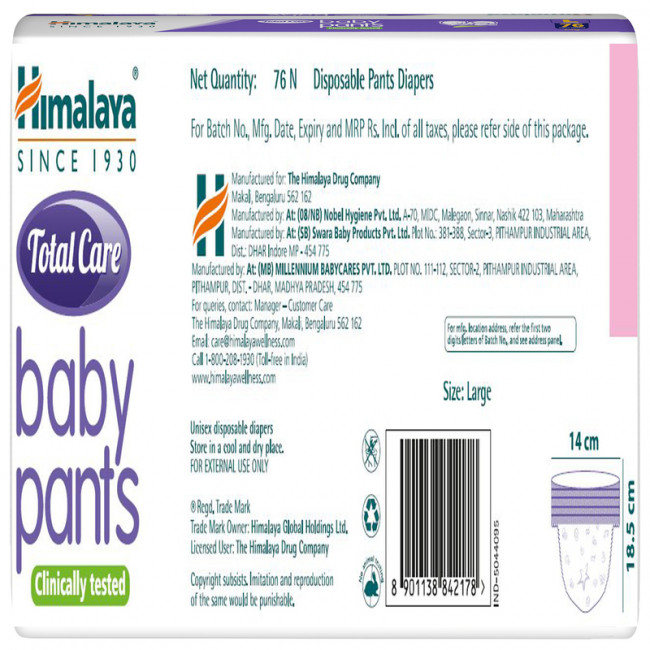 Himalaya
baby
pants
76
Himalaya®
SINCE 1930
Total Care
baby
pants
Clinically tested
Net Quantity: 76 N Disposable Pants Diapers
For Batch No., Mfg. Date, Expiry and MRP Rs. Incl. of all taxes, please refer side of this package.
Manufactured for: The Himalaya Drug Company
Makali, Bengaluru 562 162
Manufactured by: At: (08/NB) Nobel Hygiene Pvt. Ltd. A-70, MIDC, Malegaon, Sinnar, Nashik 422 103, Maharashtra
Manufactured by: At: (SB) Swara Baby Products Pvt. Ltd. Plot No.: 381-388, Sector-3, PITHAMPUR INDUSTRIAL AREA,
Dist.: DHAR Indore MP - 454 775
Manufactured by: At: (MB) MILLENNIUM BABYCARES PVT. LTD. PLOT NO. 111-112, SECTOR-2, PITHAMPUR INDUSTRIAL AREA,
PITHAMPUR, DIST. - DHAR, MADHYA PRADESH, 454 775
For queries, contact: Manager – Customer Care
The Himalaya Drug Company, Makali, Bengaluru 562 162
Email: care@himalayawellness.com
Call 1-800-208-1930 (Toll-free in India)
www.himalayawellness.com
For mfg. location address, refer the first two
digits/letters of Batch No., and see address panel.
Size: Large
Unisex disposable diapers
Store in a cool and dry place.
FOR EXTERNAL USE ONLY
® Regd. Trade Mark
Trade Mark Owner: Himalaya Global Holdings Ltd.
Licensed User: The Himalaya Drug Company
Copyright subsists. Imitation and reproduction
of the same would be punishable.
8 901138 842178
IND-5044095
14 cm
18.5 cm